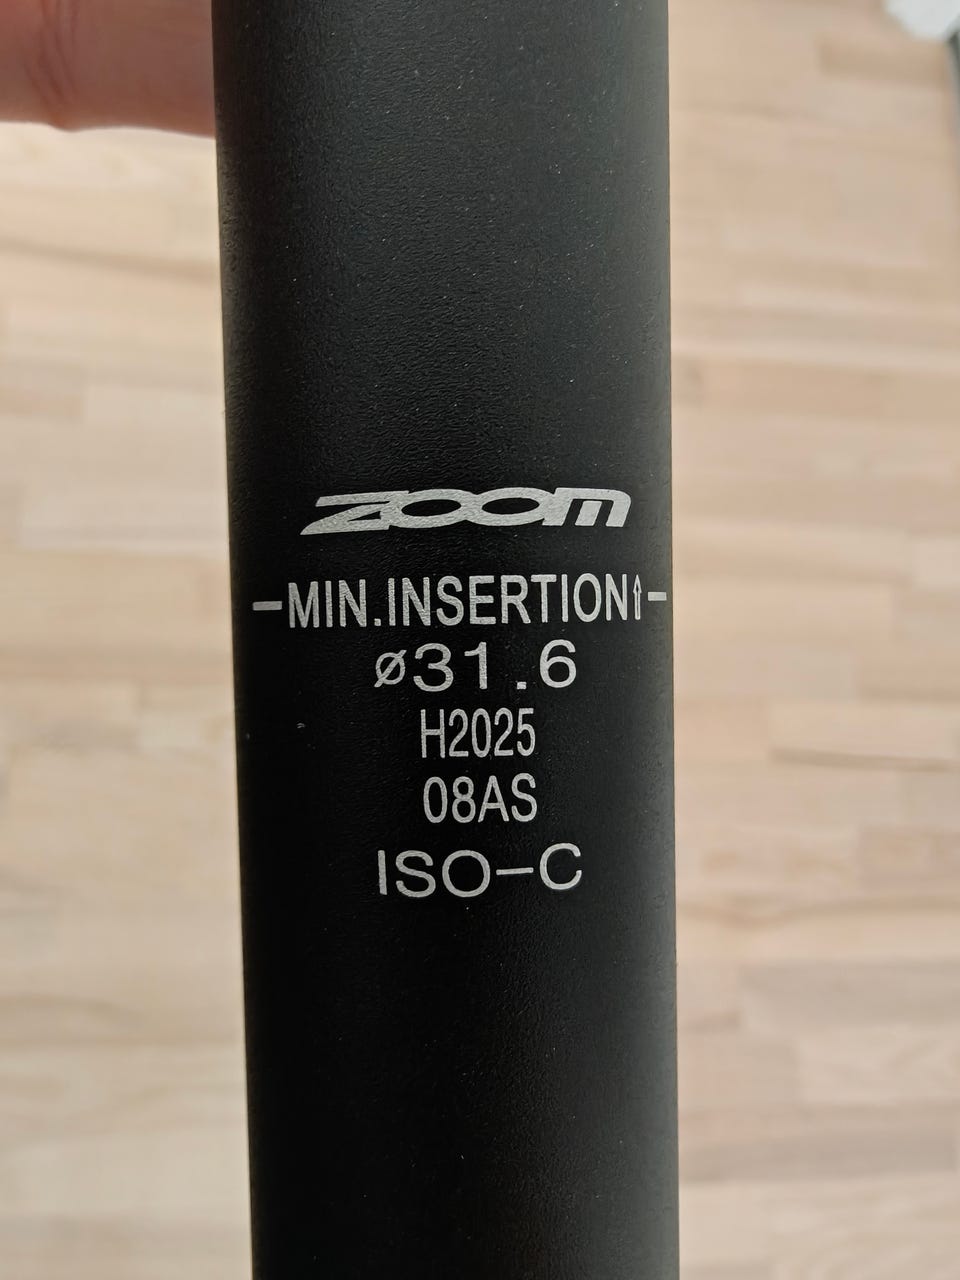 ZOOM
-MIN.INSERTION↑-
ø31.6
H2025
08AS
ISO-C